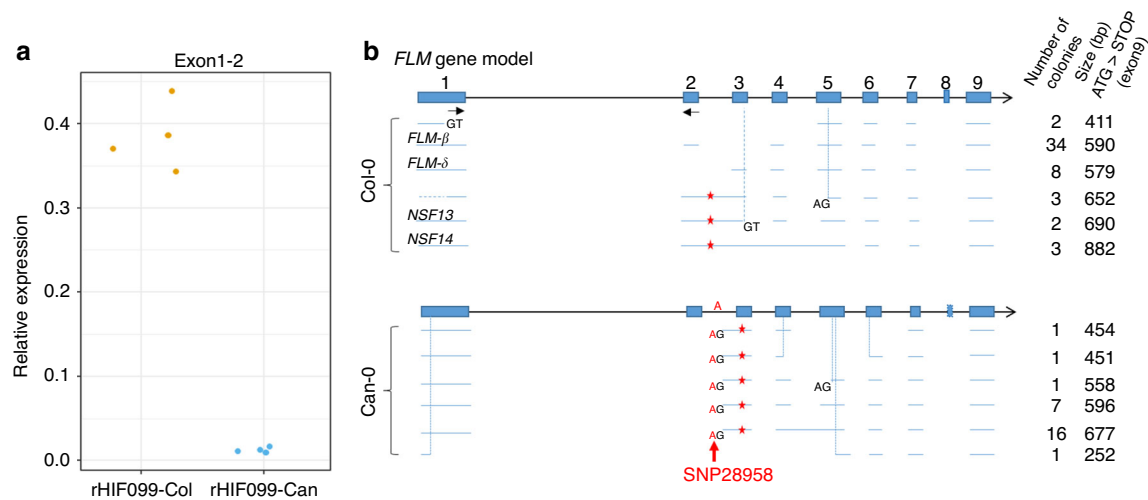 a
Exon1-2
Relative expression
0.4
0.3
0.2
0.1
0.0
rHIF099-Col
rHIF099-Can
b
FLM gene model
Number of colonies
Size (bp)
ATG > STOP
(exon9)
1 2 3 4 5 6 7 8 9
Col-0
GT 2 411
FLM-β 34 590
FLM-δ 8 579
AG 3 652
NSF13 GT 2 690
NSF14 3 882
A
Can-0
AG 1 454
AG 1 451
AG AG 1 558
AG 7 596
AG 16 677
1 252
SNP28958